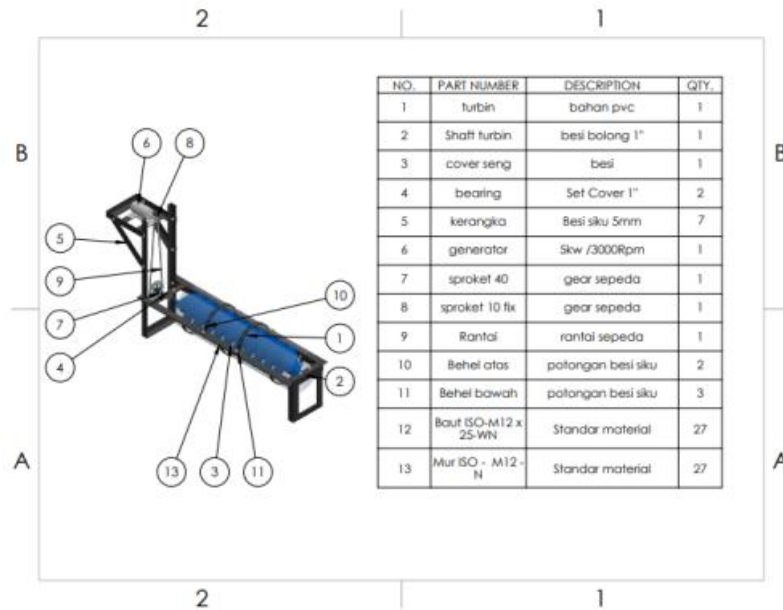 2 1
B B
A A
2 1
6 8
5
9
10
7 1
4 2
13 3 11
NO. PART NUMBER DESCRIPTION QTY.
1 turbin bahan pvc 1
2 Shaft turbin besi bolong 1" 1
3 cover seng besi 1
4 bearing Set Cover 1" 2
5 kerangka Besi siku 5mm 7
6 generator 5kw /3000Rpm 1
7 sproket 40 gear sepeda 1
8 sproket 10 fix gear sepeda 1
9 Rantai rantai sepeda 1
10 Behel atas potongan besi siku 2
11 Behel bawah potongan besi siku 3
12 Baut ISO-M12 x
25-WN Standar material 27
13 Mur ISO - M12 -
N Standar material 27